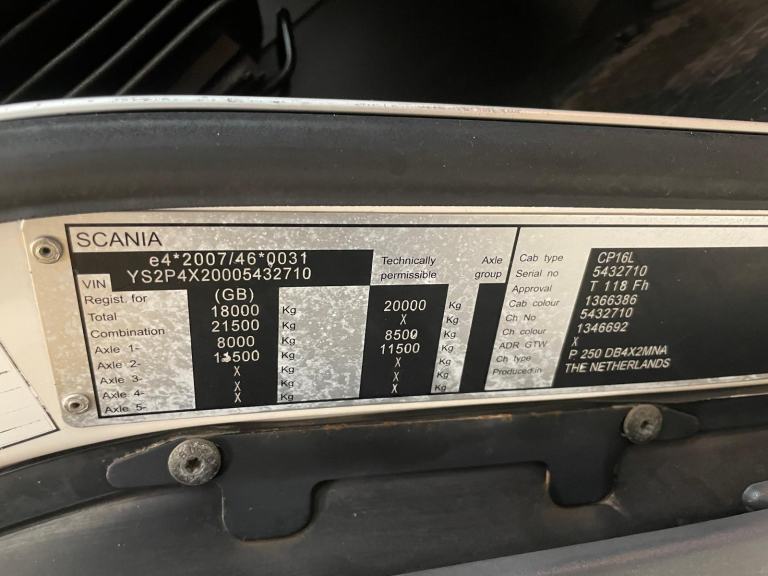 SCANIA
e4*2007/46*0031
VIN YS2P4X20005432710
Technically permissible
Axle group
Regist. for (GB)
Total 18000 Kg 20000 Kg
Combination 21500 Kg X Kg
Axle 1- 8000 Kg 8500 Kg
Axle 2- 11500 Kg 11500 Kg
Axle 3- X Kg X Kg
Axle 4- X Kg X Kg
Axle 5- X Kg X Kg
Cab type CP16L
Serial no 5432710
Approval T 118 Fh
Cab colour 1366386
Ch No 5432710
Ch colour 1346692
ADR GTW X
Ch type P 250 DB4X2MNA
Produced in THE NETHERLANDS